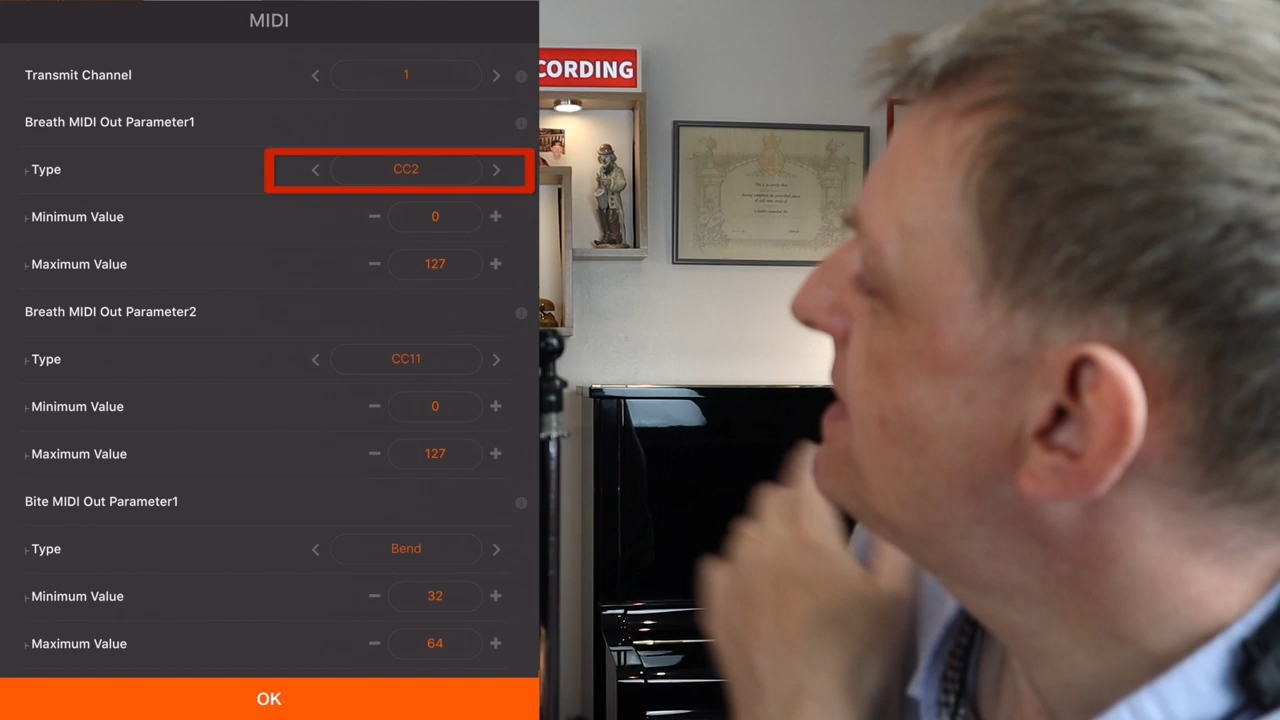 MIDI
Transmit Channel 1
Breath MIDI Out Parameter1
Type CC2
Minimum Value 0
Maximum Value 127
Breath MIDI Out Parameter2
Type CC11
Minimum Value 0
Maximum Value 127
Bite MIDI Out Parameter1
Type Bend
Minimum Value 32
Maximum Value 64
OK
CORDING